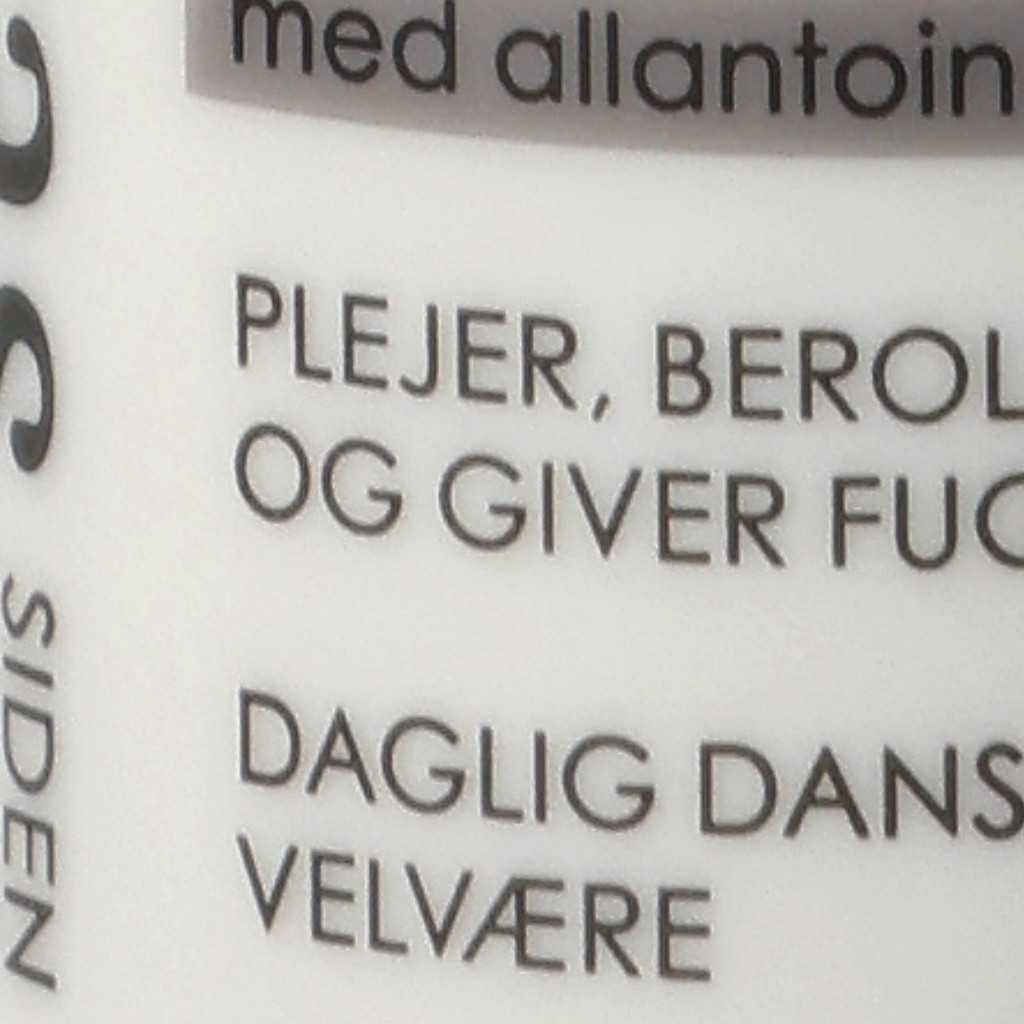 med allantoin
PLEJER, BEROL
OG GIVER FUG
DAGLIG DANS
VELVÆRE
SIDEN